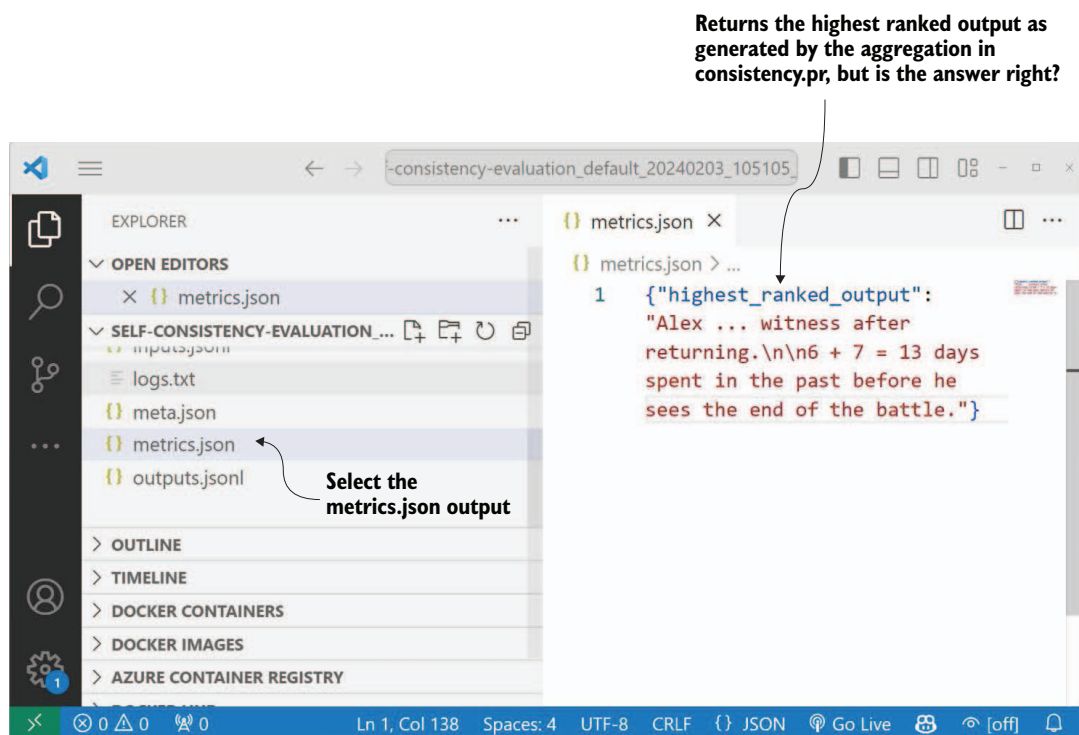 Returns the highest ranked output as
generated by the aggregation in
consistency.pr, but is the answer right?
-consistency-evaluation_default_20240203_105105_
EXPLORER
{} metrics.json ×
OPEN EDITORS
× {} metrics.json
SELF-CONSISTENCY-EVALUATION_...
{} inputs.jsonl
logs.txt
{} meta.json
{} metrics.json
{} outputs.jsonl
Select the
metrics.json output
OUTLINE
TIMELINE
DOCKER CONTAINERS
DOCKER IMAGES
AZURE CONTAINER REGISTRY
{} metrics.json > ...
1 {"highest_ranked_output":
"Alex ... witness after
returning.\n\n6 + 7 = 13 days
spent in the past before he
sees the end of the battle."}
1
0 0 0 Ln 1, Col 138 Spaces: 4 UTF-8 CRLF {} JSON Go Live [off]